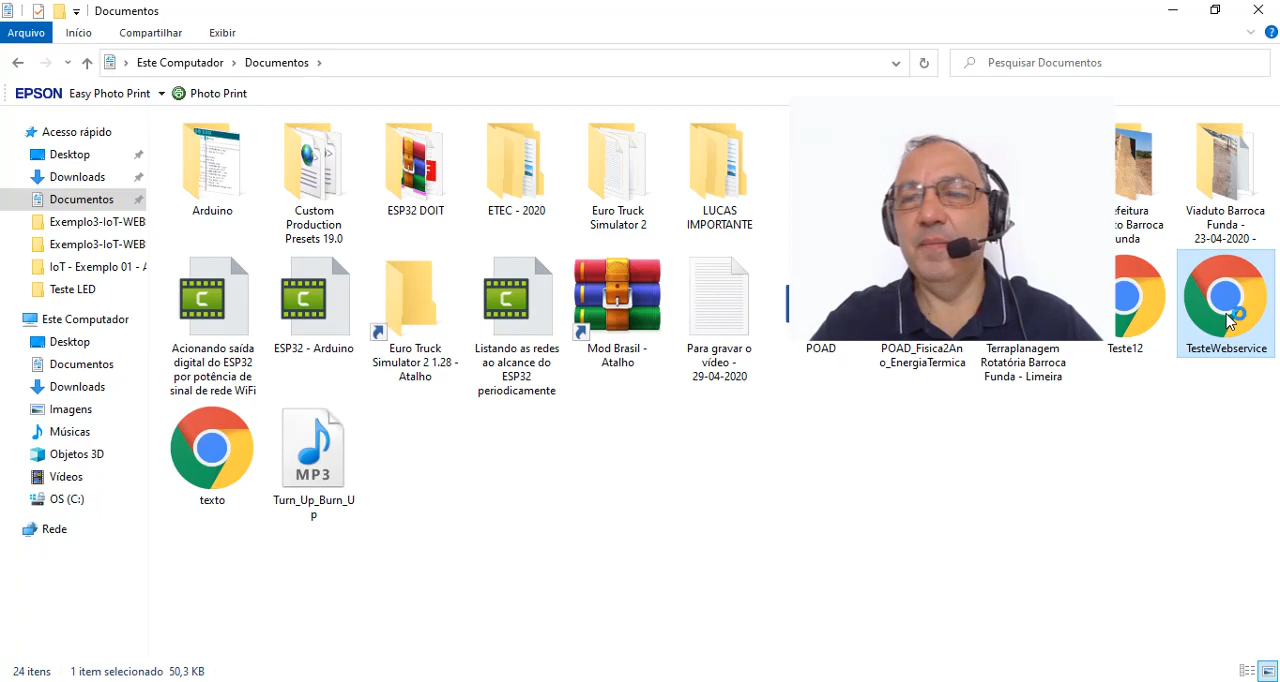 Documentos
Arquivo Início Compartilhar Exibir
Este Computador Documentos Pesquisar Documentos
EPSON Easy Photo Print Photo Print
Acesso rápido
Desktop
Downloads
Documentos
Exemplo3-IoT-WEB
Exemplo3-IoT-WEB
IoT - Exemplo 01 - A
Teste LED
Este Computador
Desktop
Documentos
Downloads
Imagens
Músicas
Objetos 3D
Vídeos
OS (C:)
Rede
Arduino
Custom
Production
Presets 19.0
ESP32 DOIT
ETEC - 2020
Euro Truck
Simulator 2
LUCAS
IMPORTANTE
efeitura
to Barroca
unda
Viaduto Barroca
Funda -
23-04-2020 -
Acionando saída
digital do ESP32
por potência de
sinal de rede WiFi
ESP32 - Arduino
Euro Truck
Simulator 2 1.28 -
Atalho
Listando as redes
ao alcance do
ESP32
periodicamente
Mod Brasil -
Atalho
Para gravar o
vídeo
29-04-2020
POAD
POAD_Fisica2An
o_EnergiaTermica
Terraplanagem
Rotatória Barroca
Funda - Limeira
Teste12
TesteWebservice
texto
MP3
Turn_Up_Burn_U
p
24 itens 1 item selecionado 50,3 KB